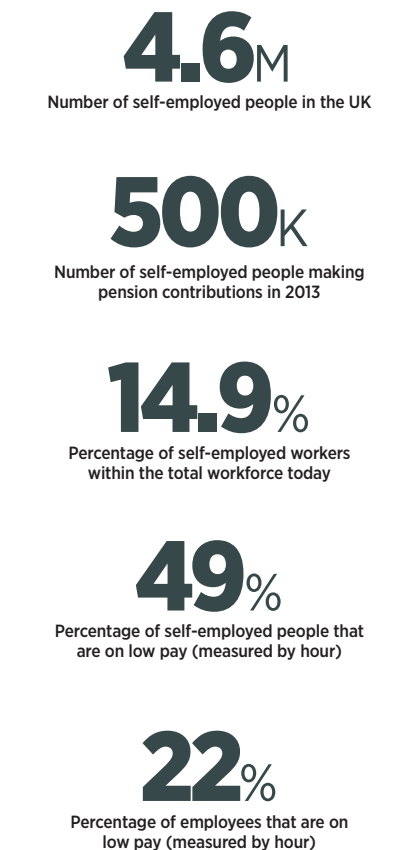 4.6M
Number of self-employed people in the UK
500K
Number of self-employed people making
pension contributions in 2013
14.9%
Percentage of self-employed workers
within the total workforce today
49%
Percentage of self-employed people that
are on low pay (measured by hour)
22%
Percentage of employees that are on
low pay (measured by hour)